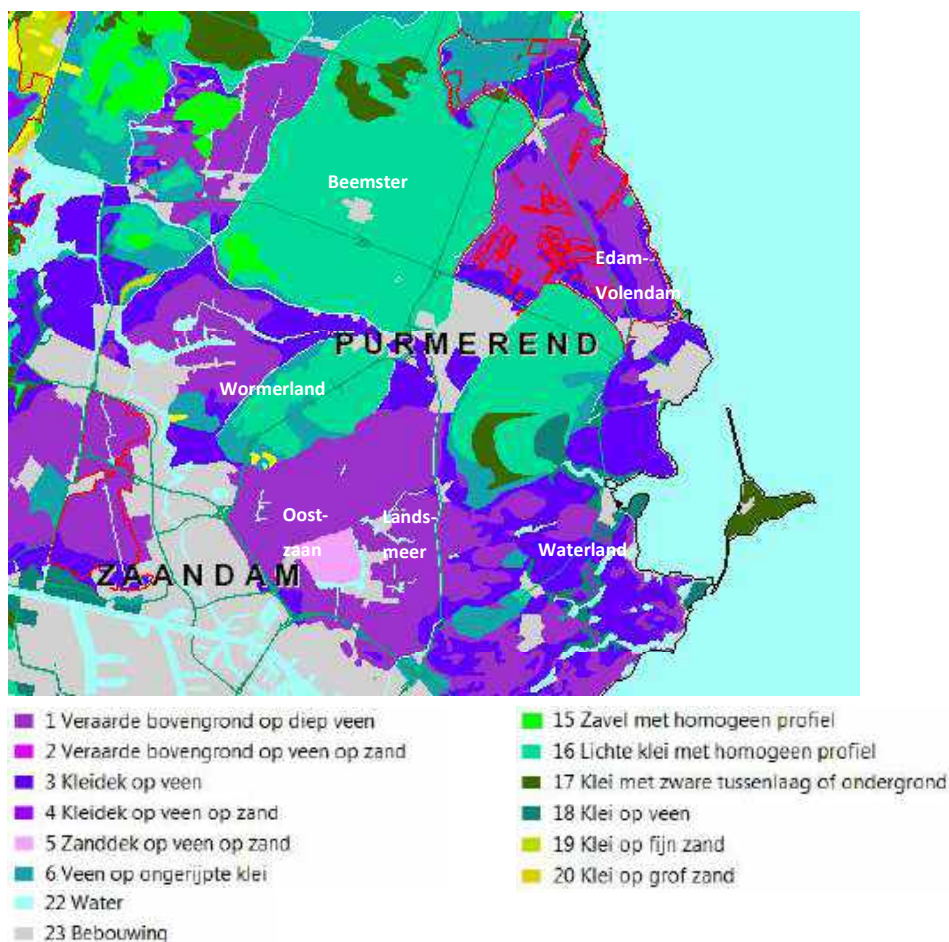 Beemster
Edam-
Volendam
PURMEREND
Wormerland
Oost-
zaan
Lands-
meer
Waterland
ZAANDAM
1 Veraarde bovengrond op diep veen
2 Veraarde bovengrond op veen op zand
3 Kleidek op veen
4 Kleidek op veen op zand
5 Zanddek op veen op zand
6 Veen op ongerijpte klei
22 Water
23 Bebouwing
15 Zavel met homogeen profiel
16 Lichte klei met homogeen profiel
17 Klei met zware tussenlaag of ondergrond
18 Klei op veen
19 Klei op fijn zand
20 Klei op grof zand